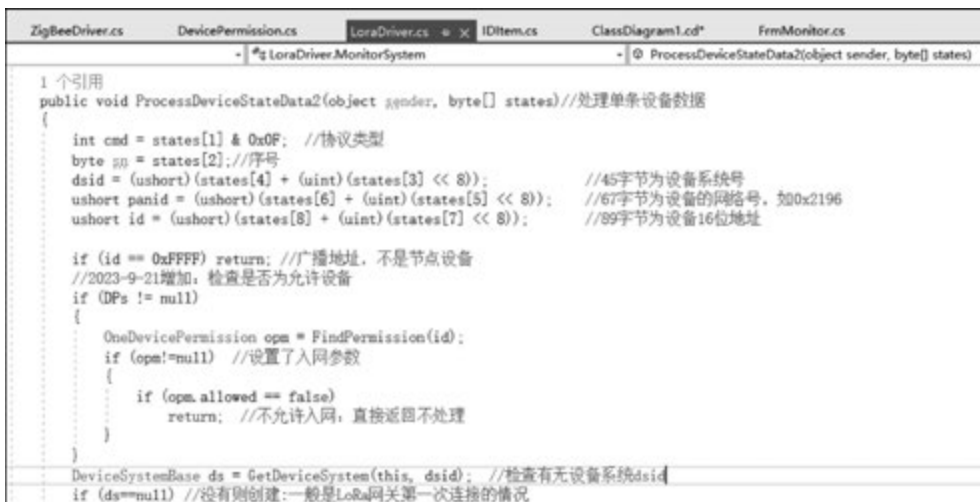 ZigBeeDriver.cs DevicePermission.cs LoraDriver.cs IDItem.cs ClassDiagram1.cd* FrmMonitor.cs
LoraDriver.MonitorSystem ProcessDeviceStateData2(object sender, byte[] states)
1 个引用
public void ProcessDeviceStateData2(object sender, byte[] states)//处理单条设备数据
{
int cmd = states[1] & 0x0F; //协议类型
byte sn = states[2];//序号
dsid = (ushort)(states[4] + (uint)(states[3] << 8)); //45字节为设备系统号
ushort panid = (ushort)(states[6] + (uint)(states[5] << 8)); //67字节为设备的网络号，如0x2196
ushort id = (ushort)(states[8] + (uint)(states[7] << 8)); //89字节为设备16位地址
if (id == 0xFFFF) return; //广播地址，不是节点设备
//2023-9-21增加：检查是否为允许设备
if (DPs != null)
{
OneDevicePermission opm = FindPermission(id);
if (opm!=null) //设置了入网参数
{
if (opm.allowed == false)
return; //不允许入网，直接返回不处理
}
}
DeviceSystemBase ds = GetDeviceSystem(this, dsid); //检查有无设备系统dsid
if (ds==null) //没有则创建:一般是LoRa网关第一次连接的情况